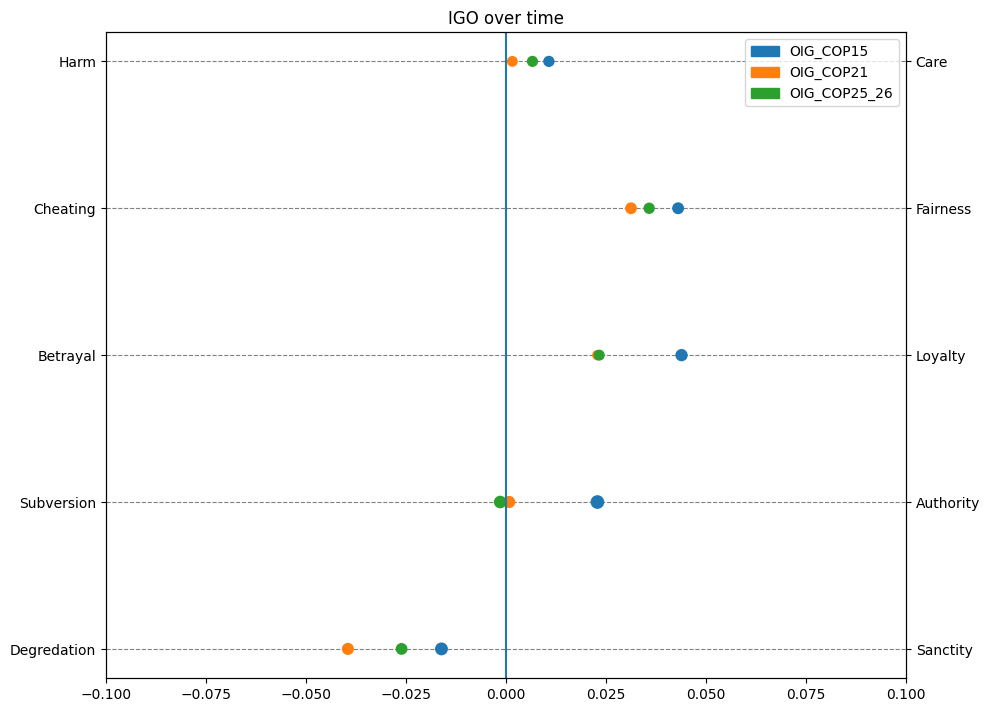 IGO over time
OIG_COP15
OIG_COP21
OIG_COP25_26
Harm
Care
Cheating
Fairness
Betrayal
Loyalty
Subversion
Authority
Degredation
Sanctity
−0.100 −0.075 −0.050 −0.025 0.000 0.025 0.050 0.075 0.100